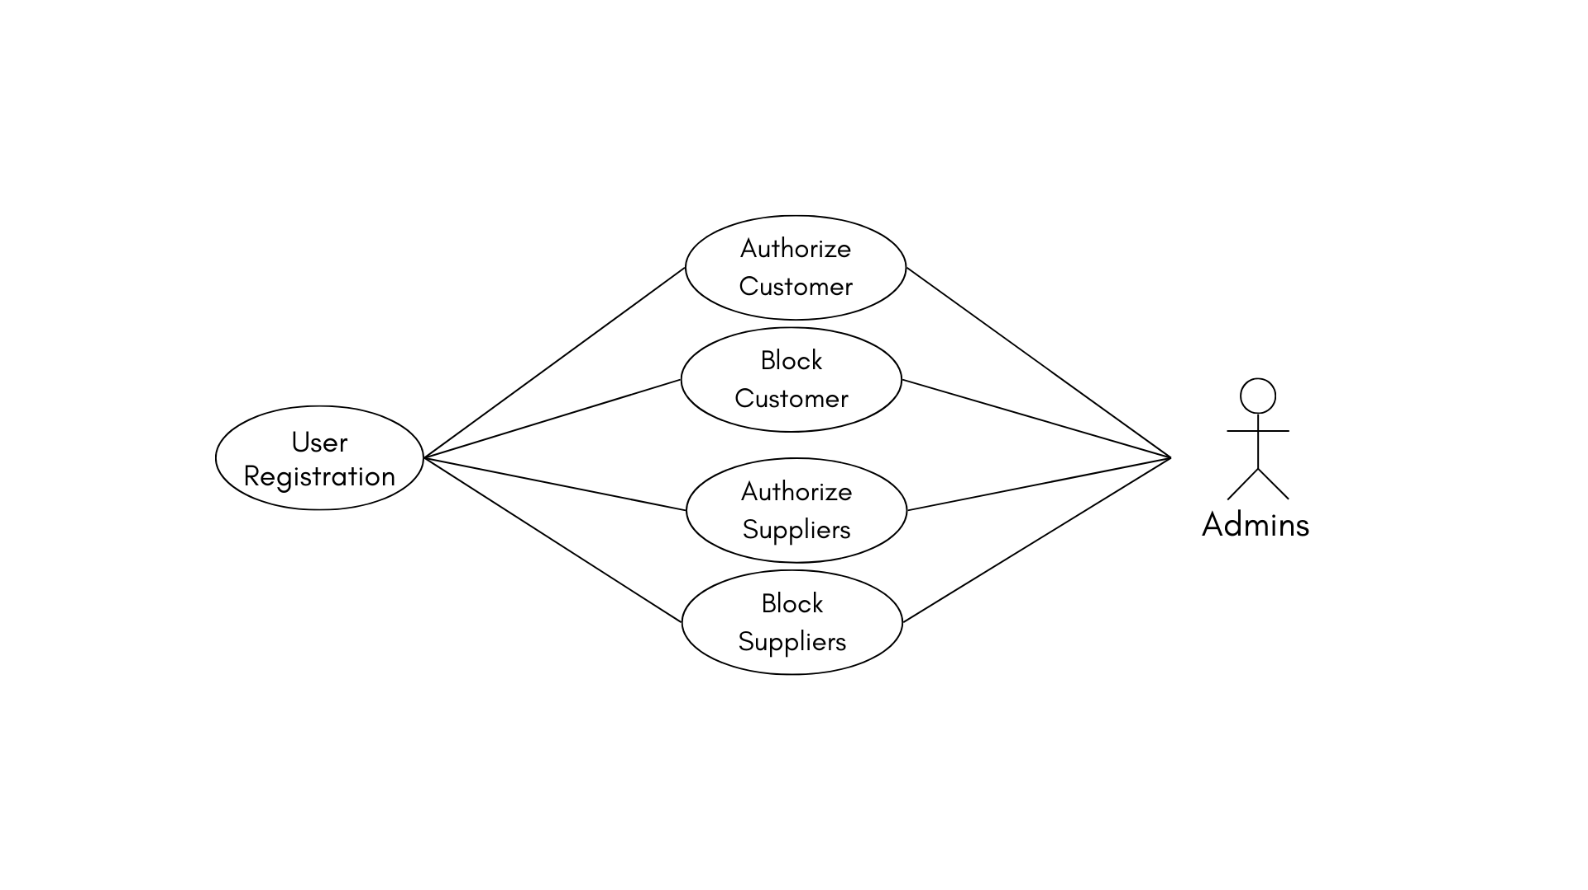 Authorize
Customer
Block
Customer
User
Registration
Authorize
Suppliers
Admins
Block
Suppliers